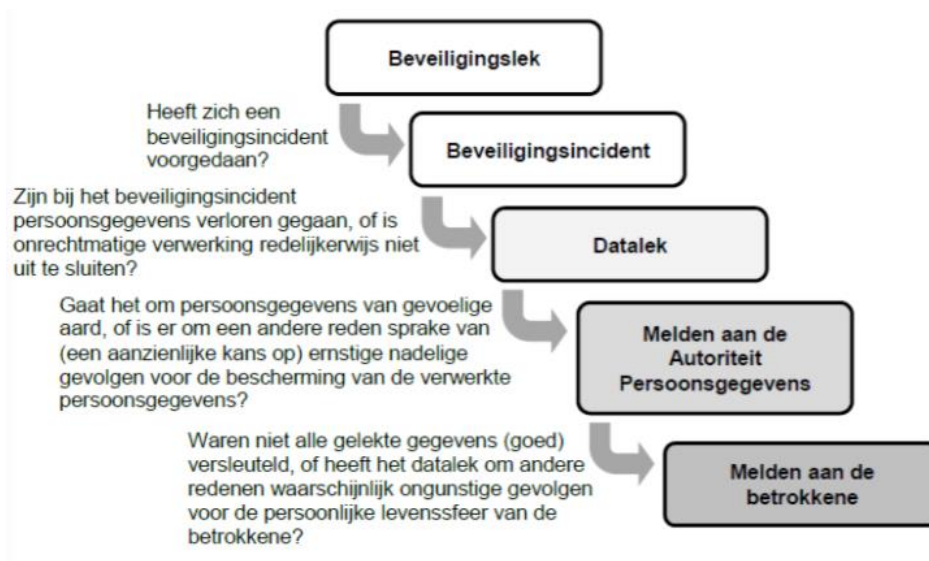 Beveiligingslek
Heeft zich een
beveiligingsincident
voorgedaan?
Beveiligingsincident
Zijn bij het beveiligingsincident
persoonsgegevens verloren gegaan, of is
onrechtmatige verwerking redelijkerwijs niet
uit te sluiten?
Datalek
Gaat het om persoonsgegevens van gevoelige
aard, of is er om een andere reden sprake van
(een aanzienlijke kans op) ernstige nadelige
gevolgen voor de bescherming van de verwerkte
persoonsgegevens?
Melden aan de
Autoriteit
Persoonsgegevens
Waren niet alle gelekte gegevens (goed)
versleuteld, of heeft het datalek om andere
redenen waarschijnlijk ongunstige gevolgen
voor de persoonlijke levenssfeer van de
betrokkene?
Melden aan de
betrokkene